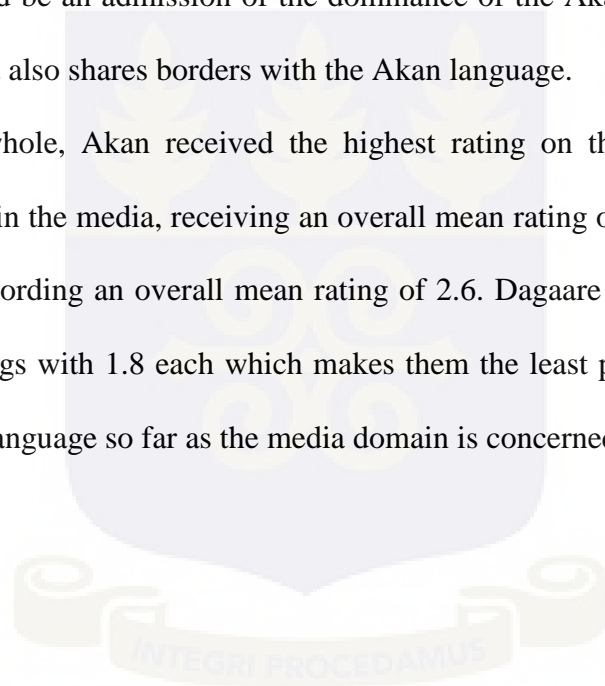 d be an admission of the dominance of the Aka
also shares borders with the Akan language.
whole, Akan received the highest rating on th
in the media, receiving an overall mean rating o
ording an overall mean rating of 2.6. Dagaare
gs with 1.8 each which makes them the least p
anguage so far as the media domain is concerned
INTEGRI PROCEDAMUS